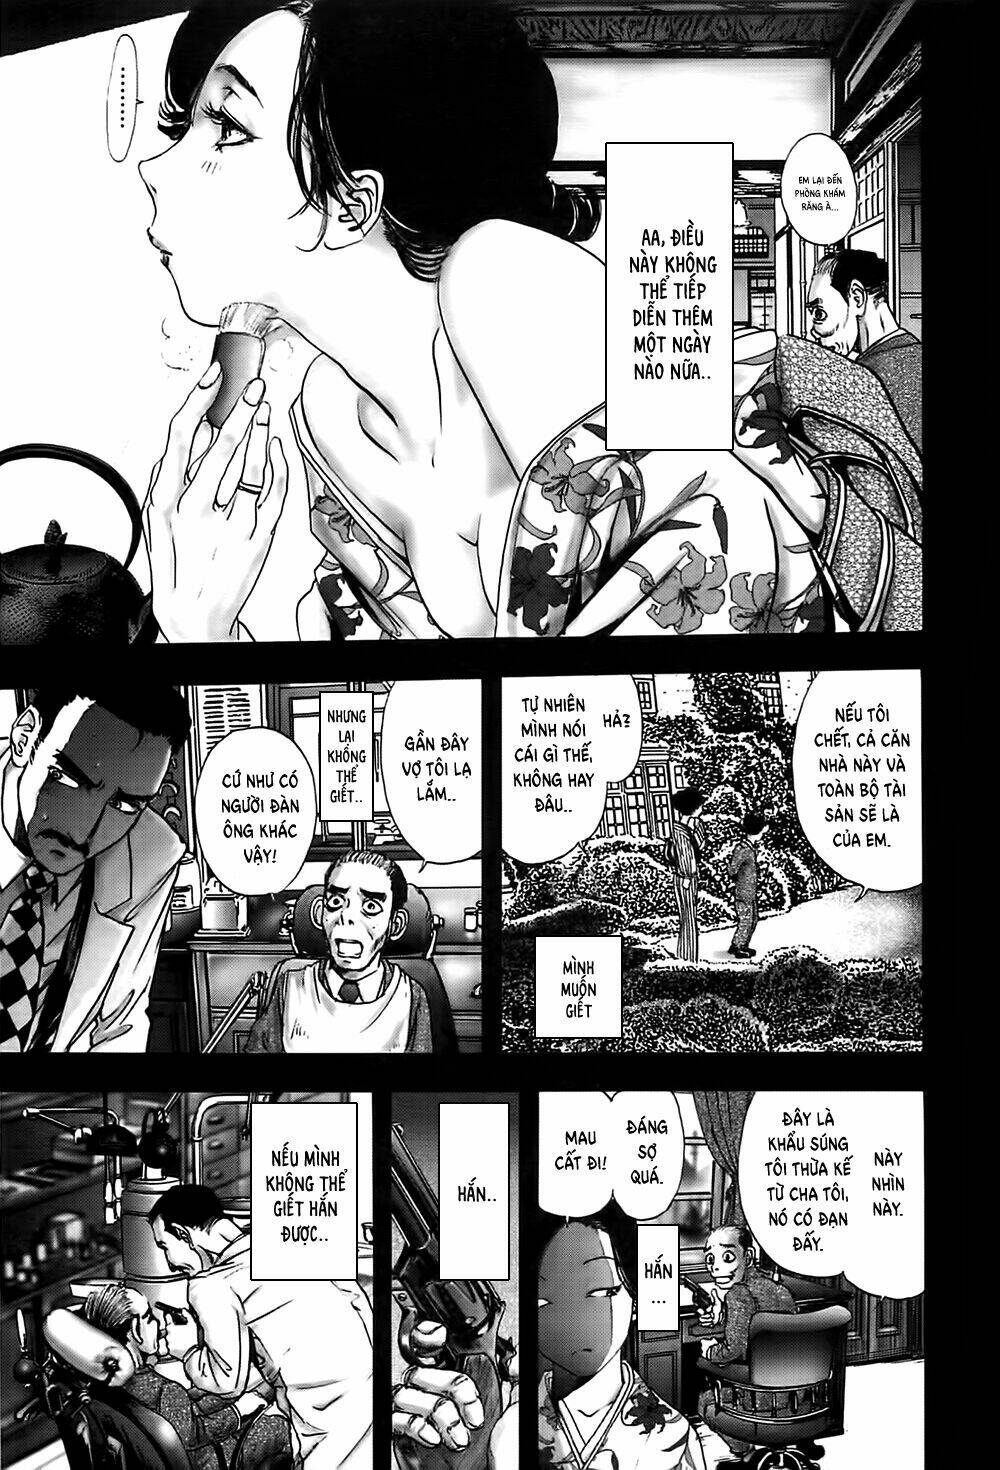 EM LẠI ĐẾN
PHÒNG KHÁM
RĂNG À...
AA, ĐIỀU
NÀY KHÔNG
THỂ TIẾP
DIỄN THÊM
MỘT NGÀY
NÀO NỮA..
.........
NẾU TÔI
CHẾT, CẢ CĂN
NHÀ NÀY VÀ
TOÀN BỘ TÀI
SẢN SẼ LÀ
CỦA EM.
HẢ?
TỰ NHIÊN
MÌNH NÓI
CÁI GÌ THẾ,
KHÔNG HAY
ĐÂU..
MÌNH
MUỐN
GIẾT
GẦN ĐÂY
VỢ TÔI LẠ
LẮM..
NHƯNG
LẠI
KHÔNG
THỂ
GIẾT..
CỨ NHƯ CÓ
NGƯỜI ĐÀN
ÔNG KHÁC
VẬY!
NÀY
NHÌN
NÀY.
ĐÂY LÀ
KHẨU SÚNG
TÔI THỪA KẾ
TỪ CHA TÔI,
NÓ CÓ ĐẠN
ĐẤY.
ĐÁNG
SỢ
QUÁ.
MAU
CẤT ĐI!
HẮN
...
HẮN..
NẾU MÌNH
KHÔNG THỂ
GIẾT HẮN
ĐƯỢC..